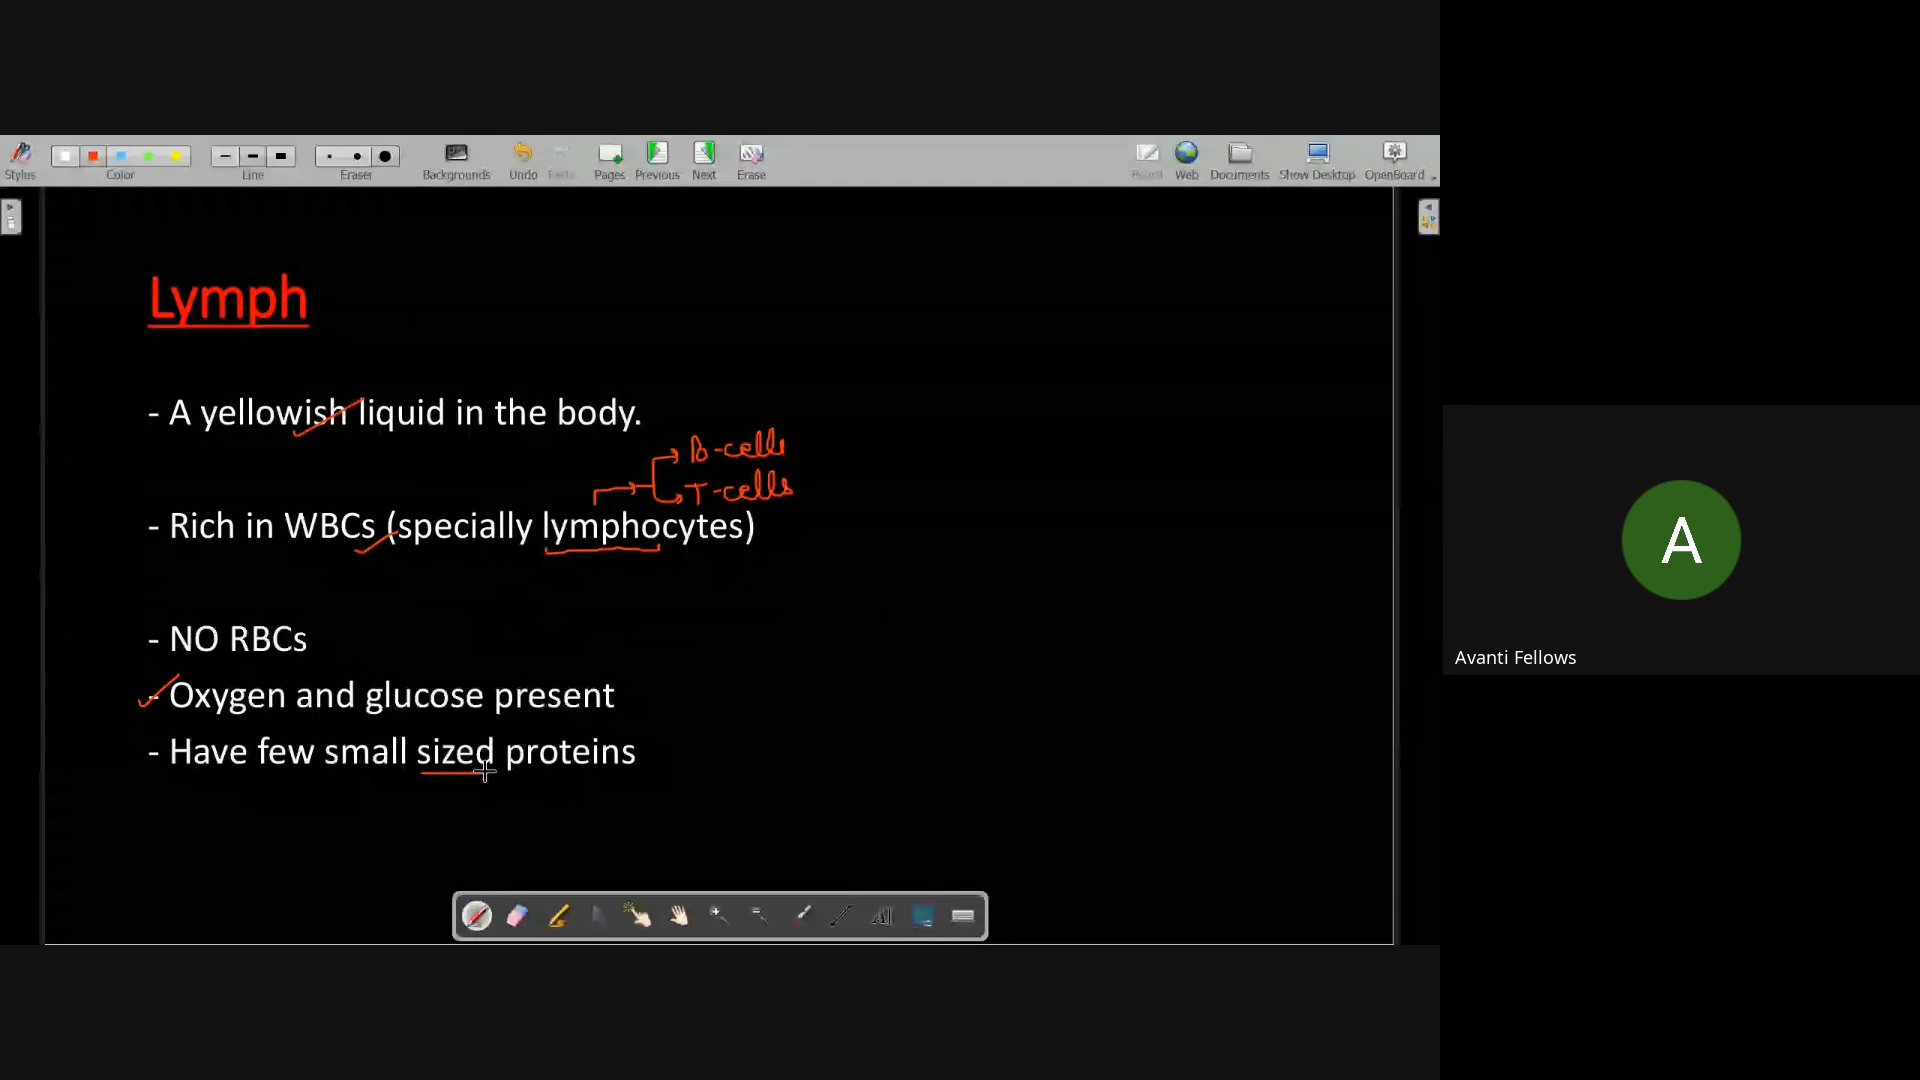 Stylus
Color
Line
Eraser
Backgrounds
Undo
Redo
Pages
Previous
Next
Erase
Board
Web
Documents
Show Desktop
OpenBoard
Lymph
- A yellowish liquid in the body.
B-cells
T-cells
- Rich in WBCs (specially lymphocytes)
- NO RBCs
- Oxygen and glucose present
- Have few small sized proteins
A
Avanti Fellows